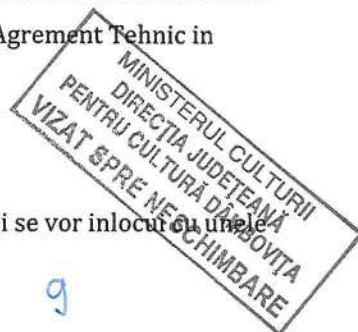 Agrement Tehnic in
MINISTERUL CULTURII
DIRECȚIA JUDEȚEANĂ
PENTRU CULTURĂ DÂMBOVIȚA
VIZAT SPRE NESCHIMBARE
i se vor inlocui cu unele
9